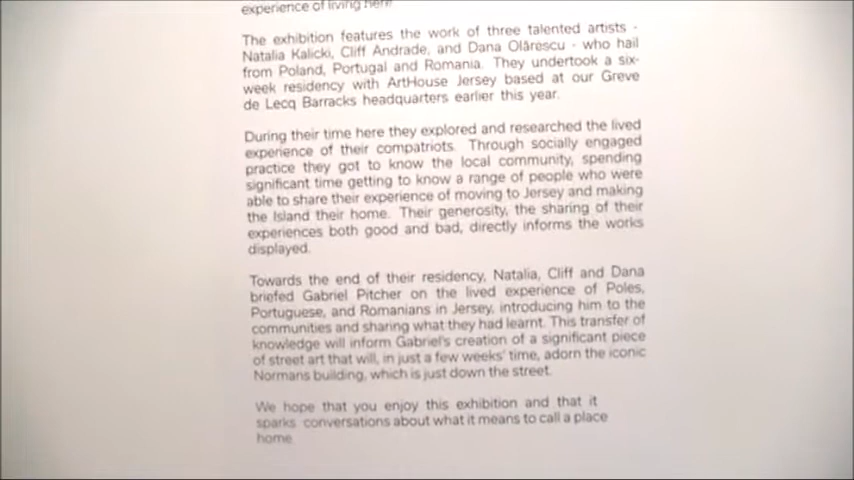 experience of living here
The exhibition features the work of three talented artists -
Natalia Kalicki, Cliff Andrade, and Dana Olărescu - who hail
from Poland, Portugal and Romania. They undertook a six-
week residency with ArtHouse Jersey based at our Greve
de Lecq Barracks headquarters earlier this year.
During their time here they explored and researched the lived
experience of their compatriots. Through socially engaged
practice they got to know the local community, spending
significant time getting to know a range of people who were
able to share their experience of moving to Jersey and making
the Island their home. Their generosity, the sharing of their
experiences both good and bad, directly informs the works
displayed.
Towards the end of their residency, Natalia, Cliff and Dana
briefed Gabriel Pitcher on the lived experience of Poles,
Portuguese, and Romanians in Jersey, introducing him to the
communities and sharing what they had learnt. This transfer of
knowledge will inform Gabriel's creation of a significant piece
of street art that will, in just a few weeks' time, adorn the iconic
Normans building, which is just down the street.
We hope that you enjoy this exhibition and that it
sparks conversations about what it means to call a place
home.